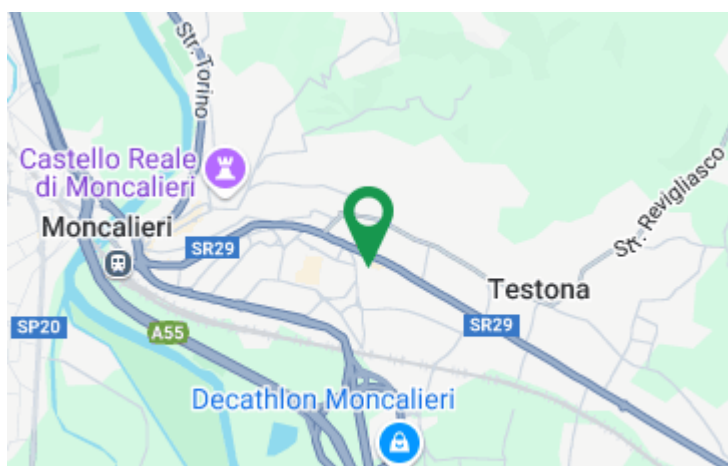 Str. Torino
Castello Reale
di Moncalieri
Str. Revigliasco
Moncalieri
SR29
Testona
SP20
A55
SR29
Decathlon Moncalieri